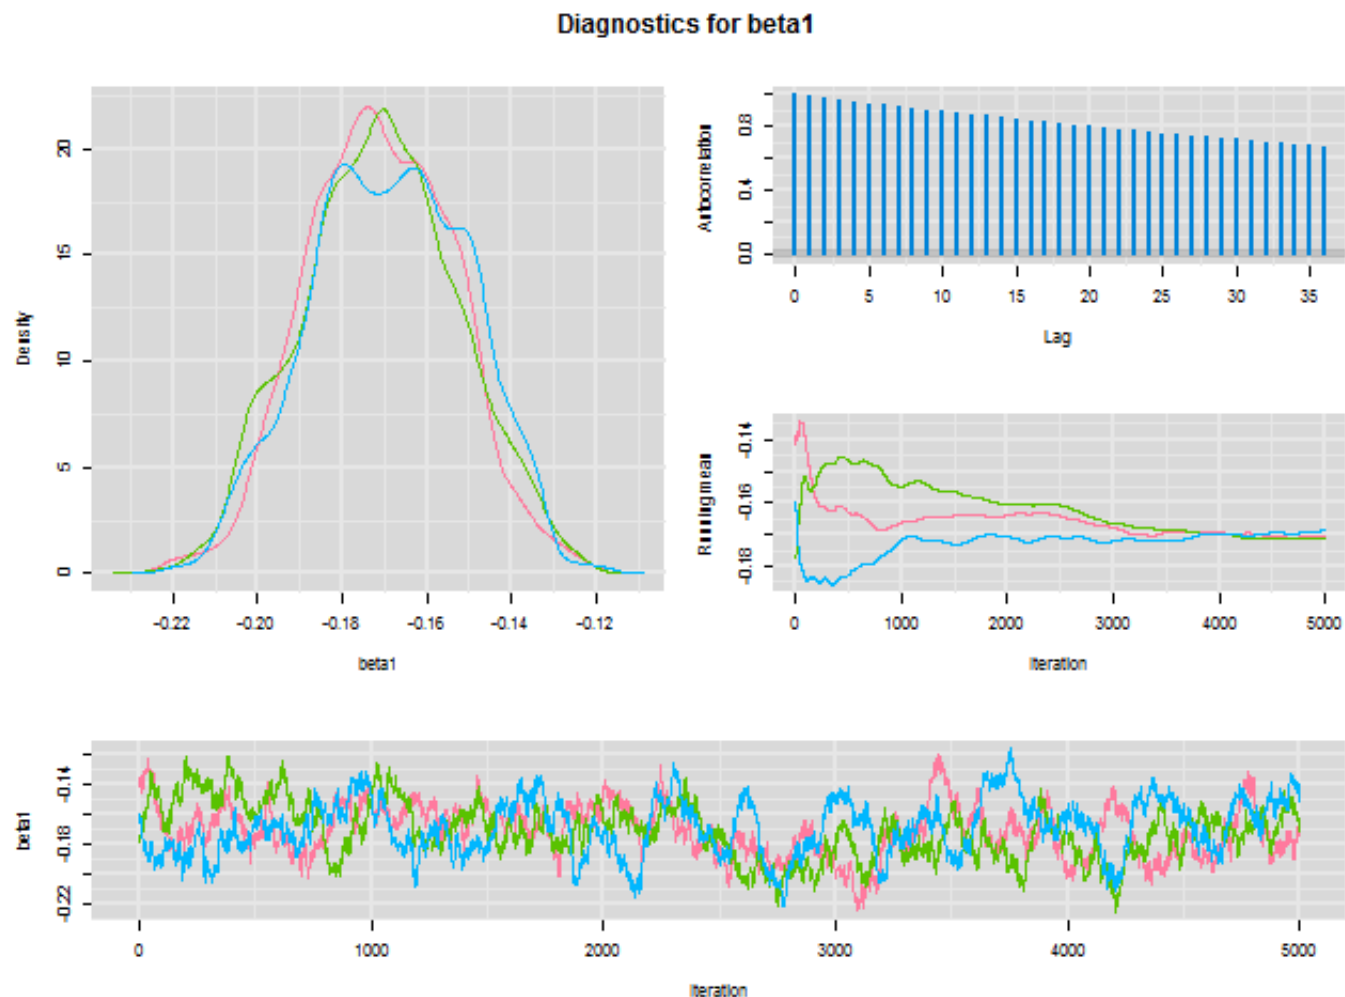 Diagnostics for beta1
Density
20
15
10
5
0
-0.22 -0.20 -0.18 -0.16 -0.14 -0.12
beta1
Autocorrelation
0.8
0.4
0.0
0 5 10 15 20 25 30 35
Lag
Running mean
-0.14
-0.16
-0.18
0 1000 2000 3000 4000 5000
Iteration
beta1
-0.14
-0.18
-0.22
0 1000 2000 3000 4000 5000
Iteration